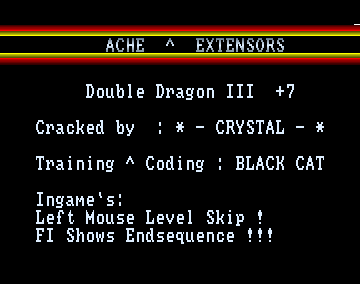 ACHE ^ EXTENSORS
Double Dragon III +7
Cracked by : * - CRYSTAL - *
Training ^ Coding : BLACK CAT
Ingame's:
Left Mouse Level Skip !
FI Shows Endsequence !!!